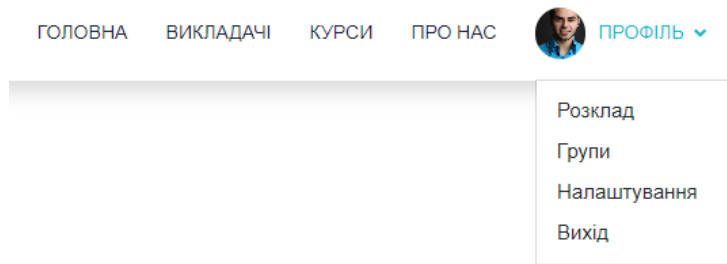 ГОЛОВНА ВИКЛАДАЧІ КУРСИ ПРО НАС ПРОФІЛЬ
Розклад
Групи
Налаштування
Вихід